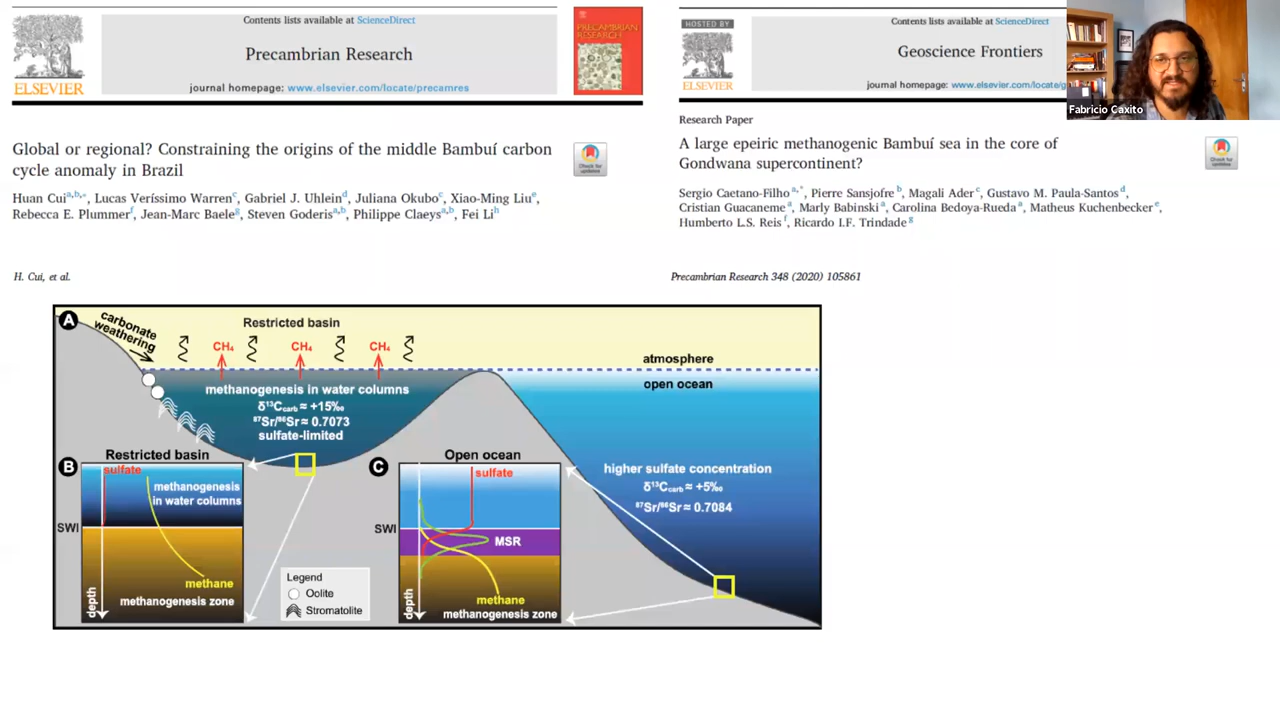 Contents lists available at ScienceDirect
Precambrian Research
journal homepage: www.elsevier.com/locate/precamres
ELSEVIER
PRECAMBRIAN
RESEARCH
Global or regional? Constraining the origins of the middle Bambuí carbon
cycle anomaly in Brazil
Check for
updates
Huan Cui a,b,*, Lucas Veríssimo Warren c, Gabriel J. Uhlein d, Juliana Okubo c, Xiao-Ming Liu e,
Rebecca E. Plummer f, Jean-Marc Baele g, Steven Goderis a,b, Philippe Claeys a,b, Fei Li h
HOSTED BY
Contents lists available at ScienceDirect
Geoscience Frontiers
journal homepage: www.elsevier.com/locate/g
ELSEVIER
Fabricio Caxito
Research Paper
A large epeiric methanogenic Bambuí sea in the core of
Gondwana supercontinent?
Check for
updates
Sergio Caetano-Filho a,*, Pierre Sansjofre b, Magali Ader c, Gustavo M. Paula-Santos d,
Cristian Guacaneme a, Marly Babinski a, Carolina Bedoya-Rueda a, Matheus Kuchenbecker e,
Humberto L.S. Reis f, Ricardo I.F. Trindade g
H. Cui, et al.
Precambrian Research 348 (2020) 105861
A
carbonate
weathering
Restricted basin
CH₄
CH₄
CH₄
atmosphere
open ocean
methanogenesis in water columns
δ¹³Ccarb ≈ +15‰
⁸⁷Sr/⁸⁶Sr ≈ 0.7073
sulfate-limited
higher sulfate concentration
δ¹³Ccarb ≈ +5‰
⁸⁷Sr/⁸⁶Sr ≈ 0.7084
B
Restricted basin
sulfate
methanogenesis
in water columns
SWI
methane
methanogenesis zone
depth
Legend
Oolite
Stromatolite
C
Open ocean
sulfate
SWI
MSR
methane
methanogenesis zone
depth